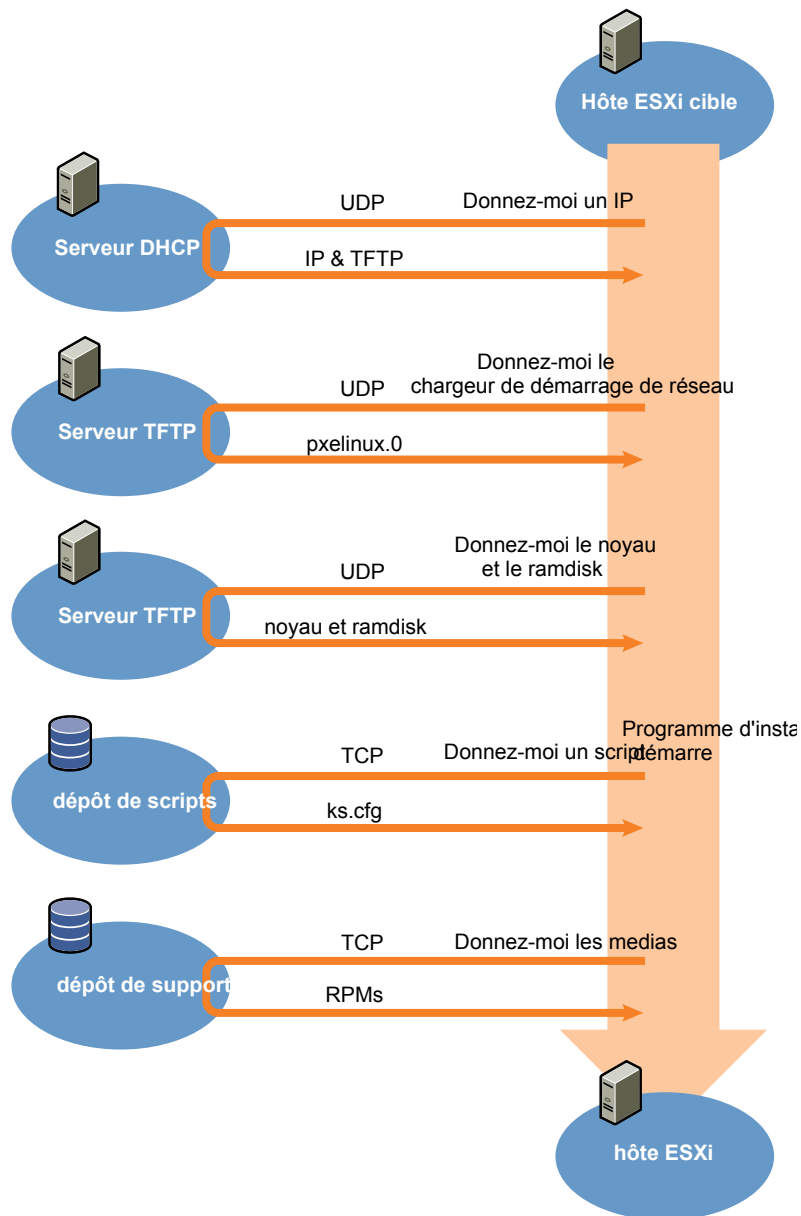 Hôte ESXi cible
Serveur DHCP
UDP
Donnez-moi un IP
IP & TFTP
Serveur TFTP
UDP
Donnez-moi le
chargeur de démarrage de réseau
pxelinux.0
Serveur TFTP
UDP
Donnez-moi le noyau
et le ramdisk
noyau et ramdisk
dépôt de scripts
TCP
Donnez-moi un script
Programme d'insta
démarre
ks.cfg
dépôt de support
TCP
Donnez-moi les medias
RPMs
hôte ESXi